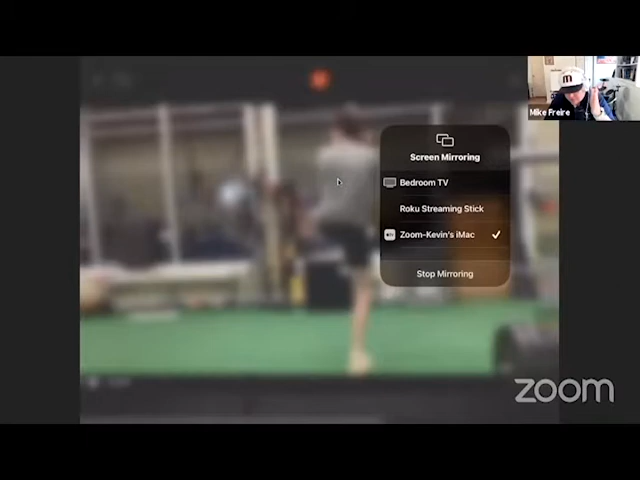 Mike Freire
Screen Mirroring
Bedroom TV
Roku Streaming Stick
Zoom-Kevin's iMac
Stop Mirroring
zoom